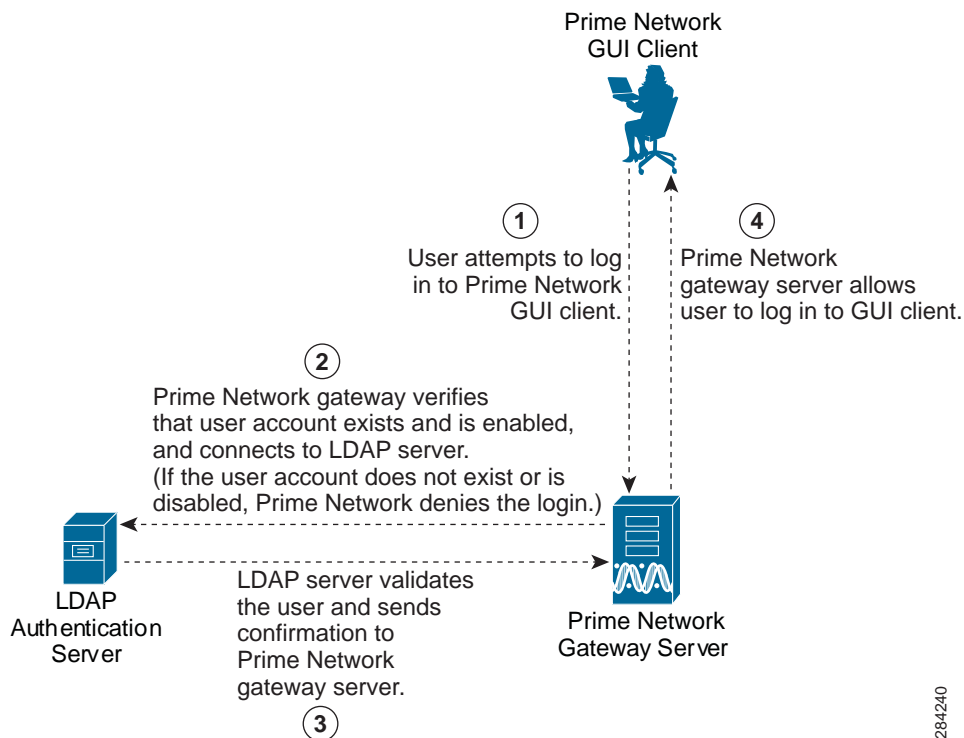 Prime Network
GUI Client
1
User attempts to log
in to Prime Network
GUI client.
4
Prime Network
gateway server allows
user to log in to GUI client.
2
Prime Network gateway verifies
that user account exists and is enabled,
and connects to LDAP server.
(If the user account does not exist or is
disabled, Prime Network denies the login.)
LDAP
Authentication
Server
LDAP server validates
the user and sends
confirmation to
Prime Network
gateway server.
3
Prime Network
Gateway Server
284240